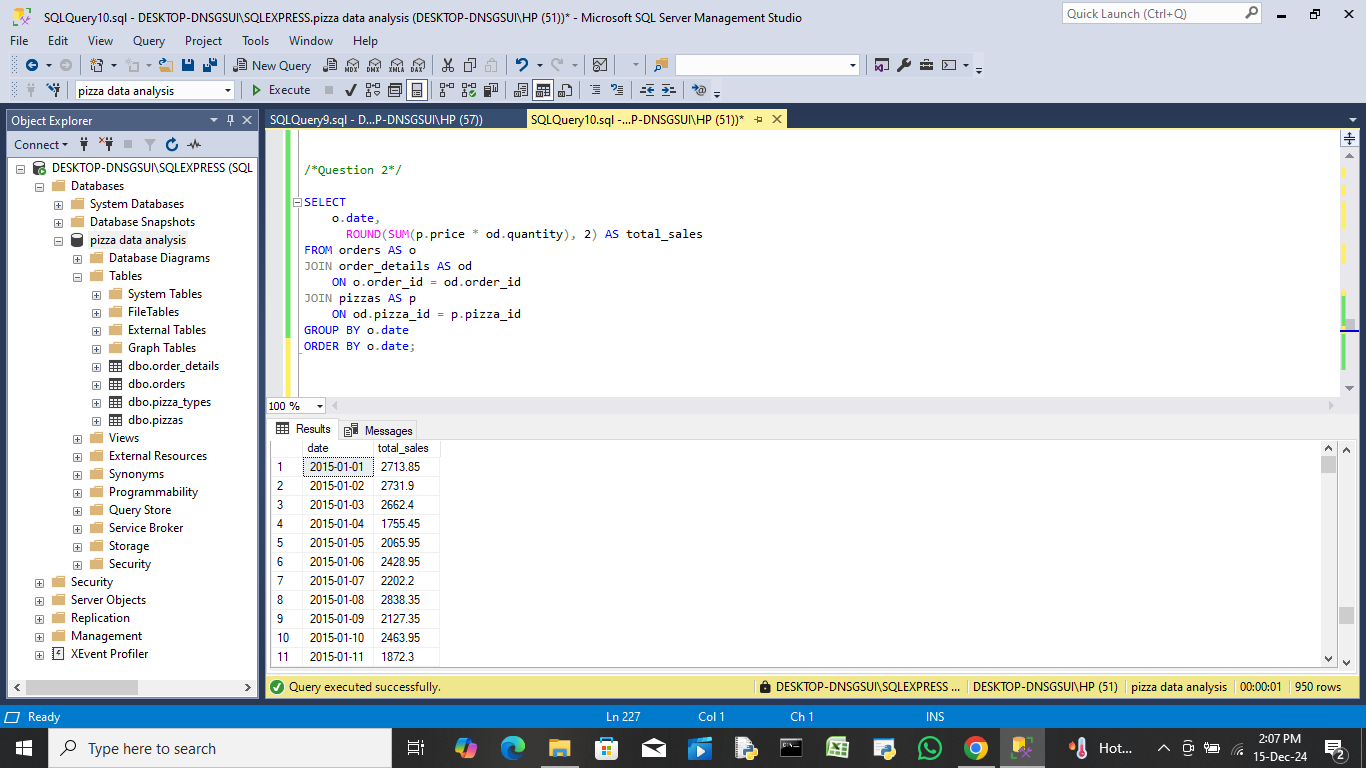 SQLQuery10.sql - DESKTOP-DNSGSUI\SQLEXPRESS.pizza data analysis (DESKTOP-DNSGSUI\HP (51))* - Microsoft SQL Server Management Studio
Quick Launch (Ctrl+Q)
File Edit View Query Project Tools Window Help
New Query
MDX DMX XMLA DAX
pizza data analysis
Execute
Object Explorer
SQLQuery9.sql - D...P-DNSGSUI\HP (57))
SQLQuery10.sql -...P-DNSGSUI\HP (51))*
Connect
DESKTOP-DNSGSUI\SQLEXPRESS (SQL
Databases
System Databases
Database Snapshots
pizza data analysis
Database Diagrams
Tables
System Tables
FileTables
External Tables
Graph Tables
dbo.order_details
dbo.orders
dbo.pizza_types
dbo.pizzas
Views
External Resources
Synonyms
Programmability
Query Store
Service Broker
Storage
Security
Security
Server Objects
Replication
Management
XEvent Profiler
/*Question 2*/
SELECT
o.date,
ROUND(SUM(p.price * od.quantity), 2) AS total_sales
FROM orders AS o
JOIN order_details AS od
ON o.order_id = od.order_id
JOIN pizzas AS p
ON od.pizza_id = p.pizza_id
GROUP BY o.date
ORDER BY o.date;
100 %
Results Messages
date total_sales
1 2015-01-01 2713.85
2 2015-01-02 2731.9
3 2015-01-03 2662.4
4 2015-01-04 1755.45
5 2015-01-05 2065.95
6 2015-01-06 2428.95
7 2015-01-07 2202.2
8 2015-01-08 2838.35
9 2015-01-09 2127.35
10 2015-01-10 2463.95
11 2015-01-11 1872.3
Query executed successfully.
DESKTOP-DNSGSUI\SQLEXPRESS ... DESKTOP-DNSGSUI\HP (51) pizza data analysis 00:00:01 950 rows
Ready Ln 227 Col 1 Ch 1 INS
Type here to search
Hot...
2:07 PM
15-Dec-24
2